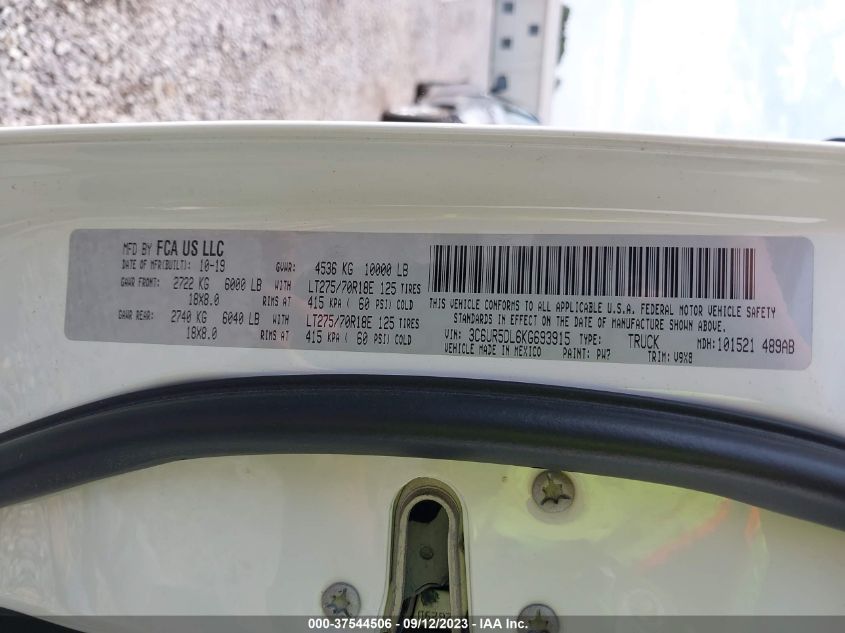 MFD BY FCA US LLC
DATE OF MFR(BUILT): 10-19 GVWR: 4536 KG 10000 LB
GAWR FRONT: 2722 KG 6000 LB WITH LT275/70R18E 125 TIRES
18X8.0 RIMS AT 415 KPA ( 60 PSI) COLD
GAWR REAR: 2740 KG 6040 LB WITH LT275/70R18E 125 TIRES
18X8.0 RIMS AT 415 KPA ( 60 PSI) COLD
THIS VEHICLE CONFORMS TO ALL APPLICABLE U.S.A. FEDERAL MOTOR VEHICLE SAFETY
STANDARDS IN EFFECT ON THE DATE OF MANUFACTURE SHOWN ABOVE.
VIN: 3C6UR5DL6KG693915 TYPE: TRUCK MDH:101521 489AB
VEHICLE MADE IN MEXICO PAINT: PW7 TRIM: V9X8
000-37544506 - 09/12/2023 - IAA Inc.